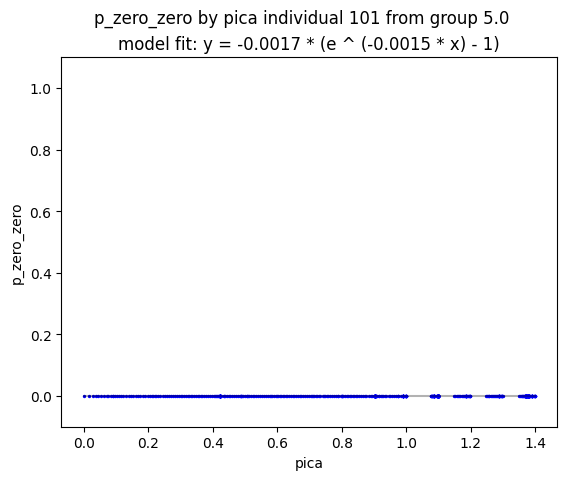 p_zero_zero by pica individual 101 from group 5.0
model fit: y = -0.0017 * (e ^ (-0.0015 * x) - 1)
1.0
0.8
0.6
0.4
0.2
0.0
p_zero_zero
0.0 0.2 0.4 0.6 0.8 1.0 1.2 1.4
pica